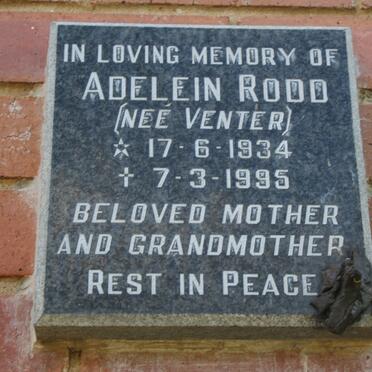 IN LOVING MEMORY OF
ADELEIN RODD
(NEÉ VENTER)
☆ 17-6-1934
† 7-3-1995
BELOVED MOTHER
AND GRANDMOTHER
REST IN PEACE